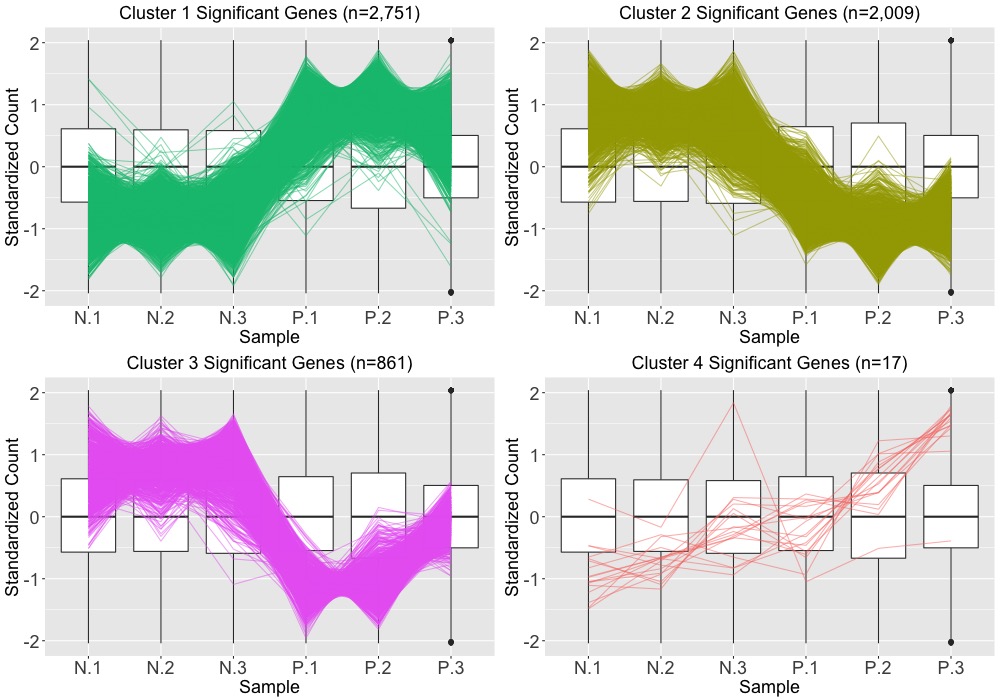 Cluster 1 Significant Genes (n=2,751)
Standardized Count
2
1
0
-1
-2
N.1 N.2 N.3 P.1 P.2 P.3
Sample
Cluster 2 Significant Genes (n=2,009)
Standardized Count
2
1
0
-1
-2
N.1 N.2 N.3 P.1 P.2 P.3
Sample
Cluster 3 Significant Genes (n=861)
Standardized Count
2
1
0
-1
-2
N.1 N.2 N.3 P.1 P.2 P.3
Sample
Cluster 4 Significant Genes (n=17)
Standardized Count
2
1
0
-1
-2
N.1 N.2 N.3 P.1 P.2 P.3
Sample